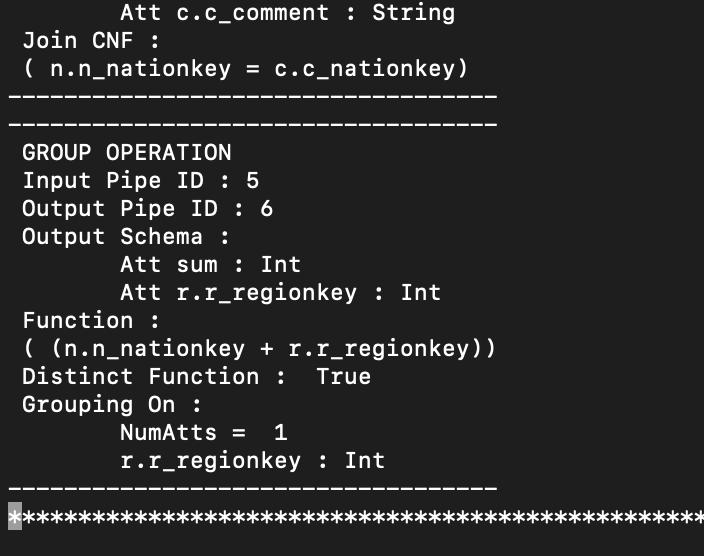 Att c.c_comment : String
Join CNF :
( n.n_nationkey = c.c_nationkey)
-----------------------------------
-----------------------------------
GROUP OPERATION
Input Pipe ID : 5
Output Pipe ID : 6
Output Schema :
Att sum : Int
Att r.r_regionkey : Int
Function :
( (n.n_nationkey + r.r_regionkey))
Distinct Function :  True
Grouping On :
NumAtts =  1
r.r_regionkey : Int
-----------------------------------
**************************************************